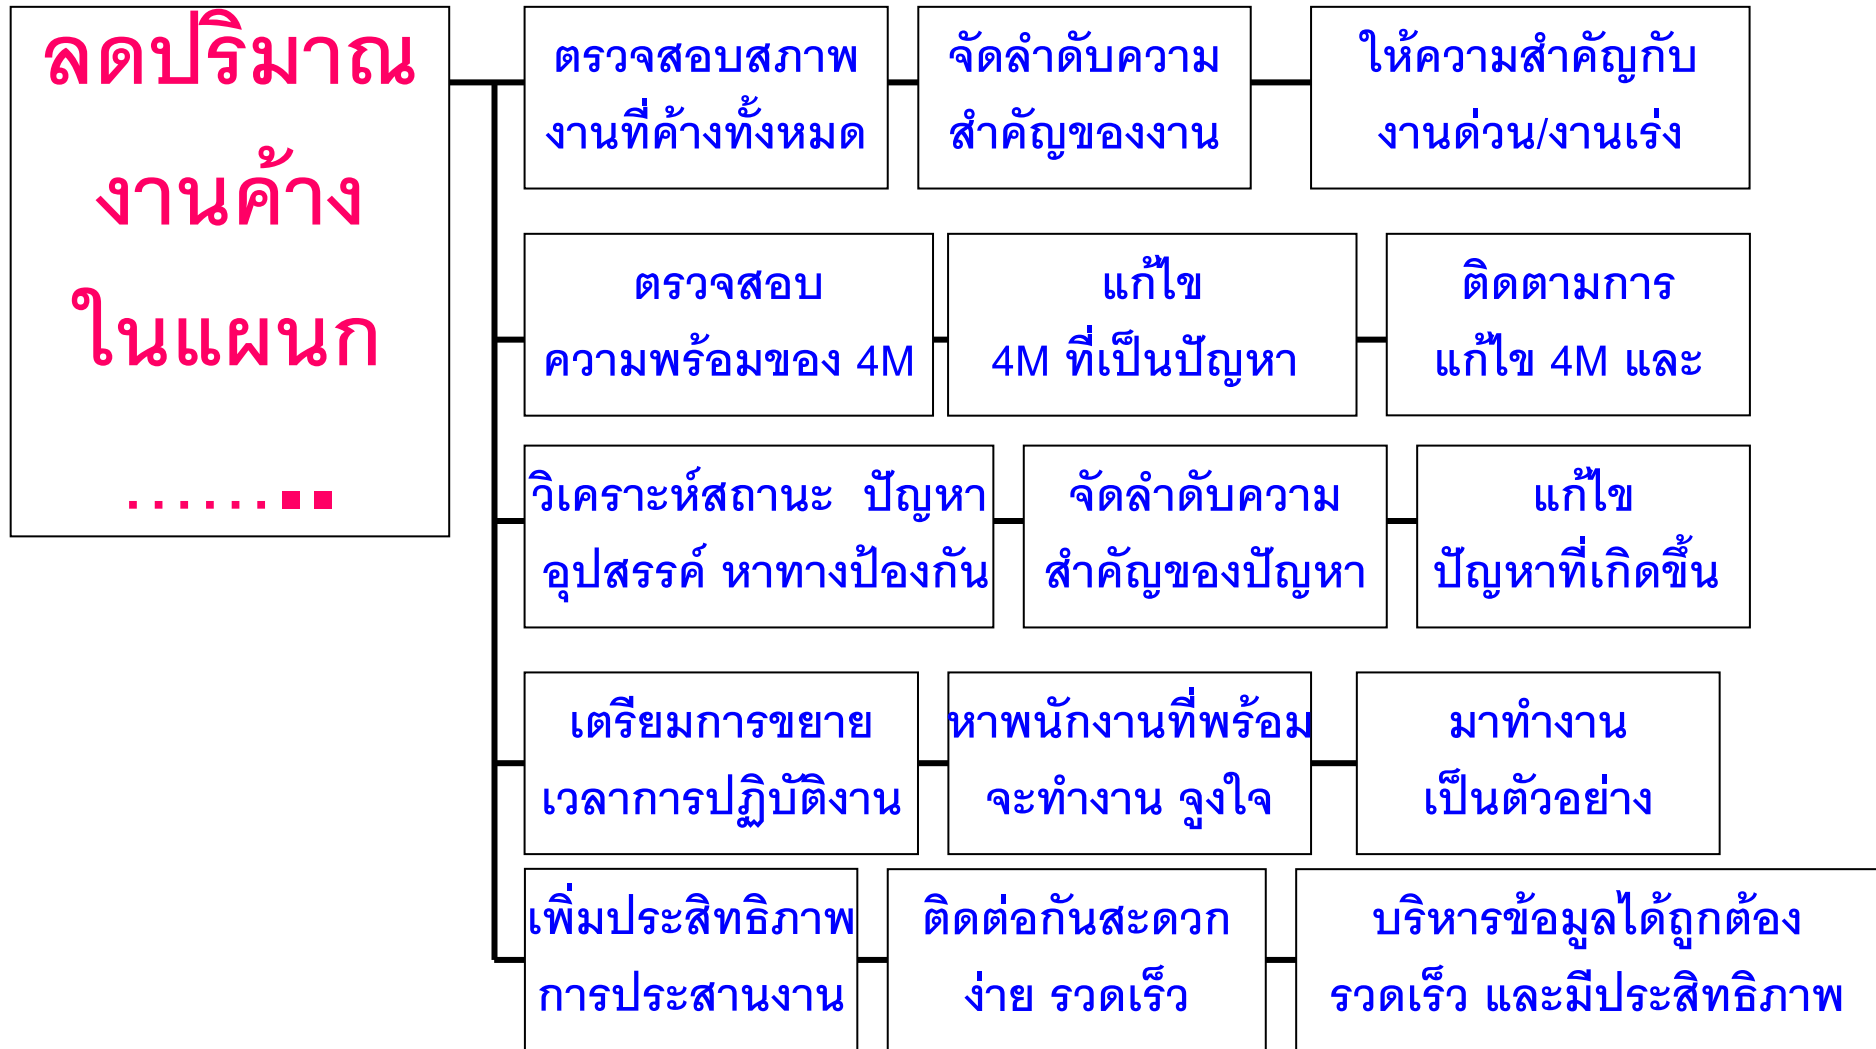 ลดปริมาณ
งานค้าง
ในแผนก
........
ตรวจสอบสภาพ
งานที่ค้างทั้งหมด
จัดลำดับความ
สำคัญของงาน
ให้ความสำคัญกับ
งานด่วน/งานเร่ง
ตรวจสอบ
ความพร้อมของ 4M
แก้ไข
4M ที่เป็นปัญหา
ติดตามการ
แก้ไข 4M และ
วิเคราะห์สถานะ ปัญหา
อุปสรรค์ หาทางป้องกัน
จัดลำดับความ
สำคัญของปัญหา
แก้ไข
ปัญหาที่เกิดขึ้น
เตรียมการขยาย
เวลาการปฏิบัติงาน
หาพนักงานที่พร้อม
จะทำงาน จูงใจ
มาทำงาน
เป็นตัวอย่าง
เพิ่มประสิทธิภาพ
การประสานงาน
ติดต่อกันสะดวก
ง่าย รวดเร็ว
บริหารข้อมูลได้ถูกต้อง
รวดเร็ว และมีประสิทธิภาพ